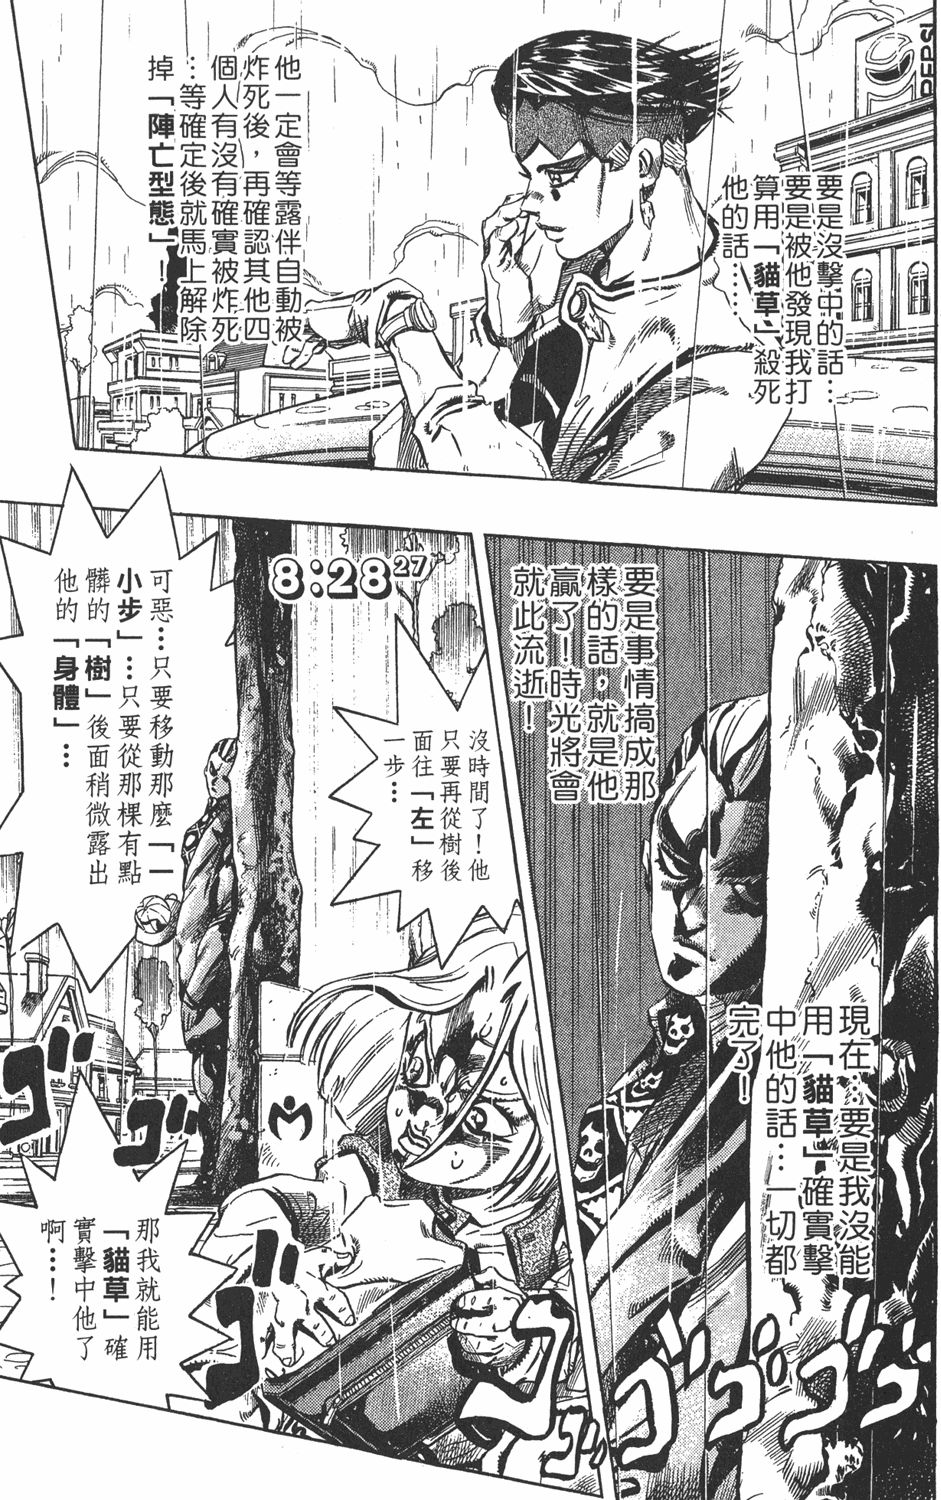 PEPSI
要是沒擊中的話…
要是被他發現我打
算用「貓草」殺死
他的話……
他一定會等露伴自動被
炸死後，再確認其他四
個人有沒有確實被炸死
…等確定後就馬上解除
掉「陣亡型態」！
要是事情搞成那
樣的話，就是他
贏了！時光將會
就此流逝！
現在…要是我沒能
用「貓草」確實擊
中他的話…一切都
完了！
8:28 27
沒時間了！他
只要再從樹後
面往「左」移
一步…
可惡…只要移動那麼「一
小步」…只要從那棵有點
髒的「樹」後面稍微露出
他的「身體」…
那我就能用
「貓草」確
實擊中他了
啊…！
ゴゴゴゴ
ゴゴ
ゴゴ